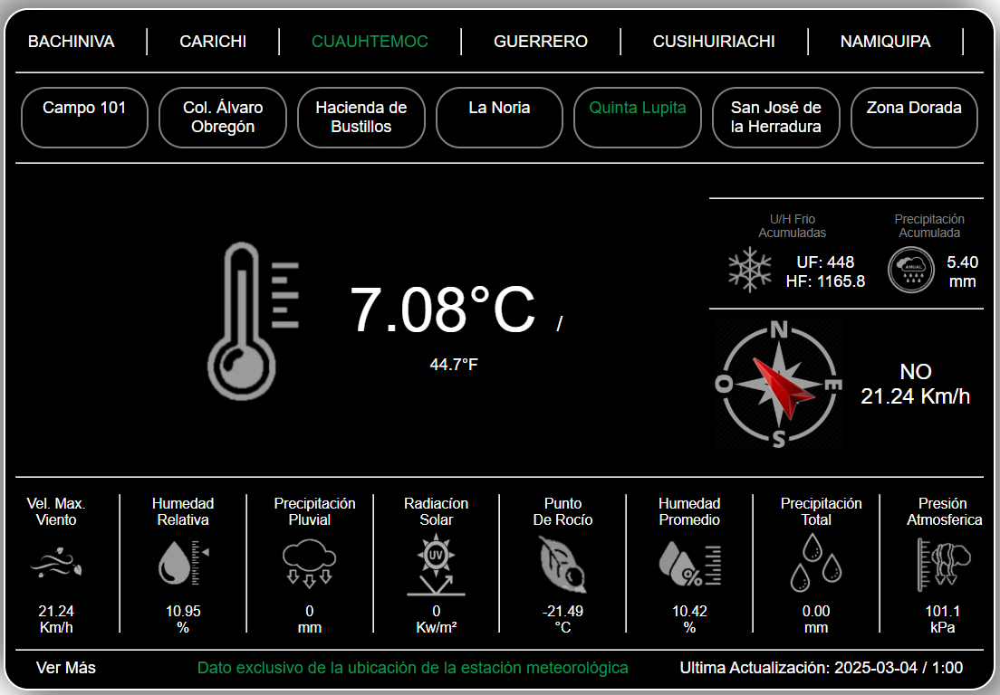 BACHINIVA
CARICHI
CUAUHTEMOC
GUERRERO
CUSIHUIRIACHI
NAMIQUIPA
Campo 101
Col. Álvaro
Obregón
Hacienda de
Bustillos
La Noria
Quinta Lupita
San José de
la Herradura
Zona Dorada
U/H Frio
Acumuladas
UF: 448
HF: 1165.8
Precipitación
Acumulada
ANUAL
5.40
mm
7.08°C /
44.7°F
N
O
E
S
NO
21.24 Km/h
Vel. Max.
Viento
21.24
Km/h
Humedad
Relativa
10.95
%
Precipitación
Pluvial
0
mm
Radiacíon
Solar
UV
0
Kw/m²
Punto
De Rocío
-21.49
°C
Humedad
Promedio
%
10.42
%
Precipitación
Total
0.00
mm
Presión
Atmosferica
101.1
kPa
Ver Más
Dato exclusivo de la ubicación de la estación meteorológica
Ultima Actualización: 2025-03-04 / 1:00